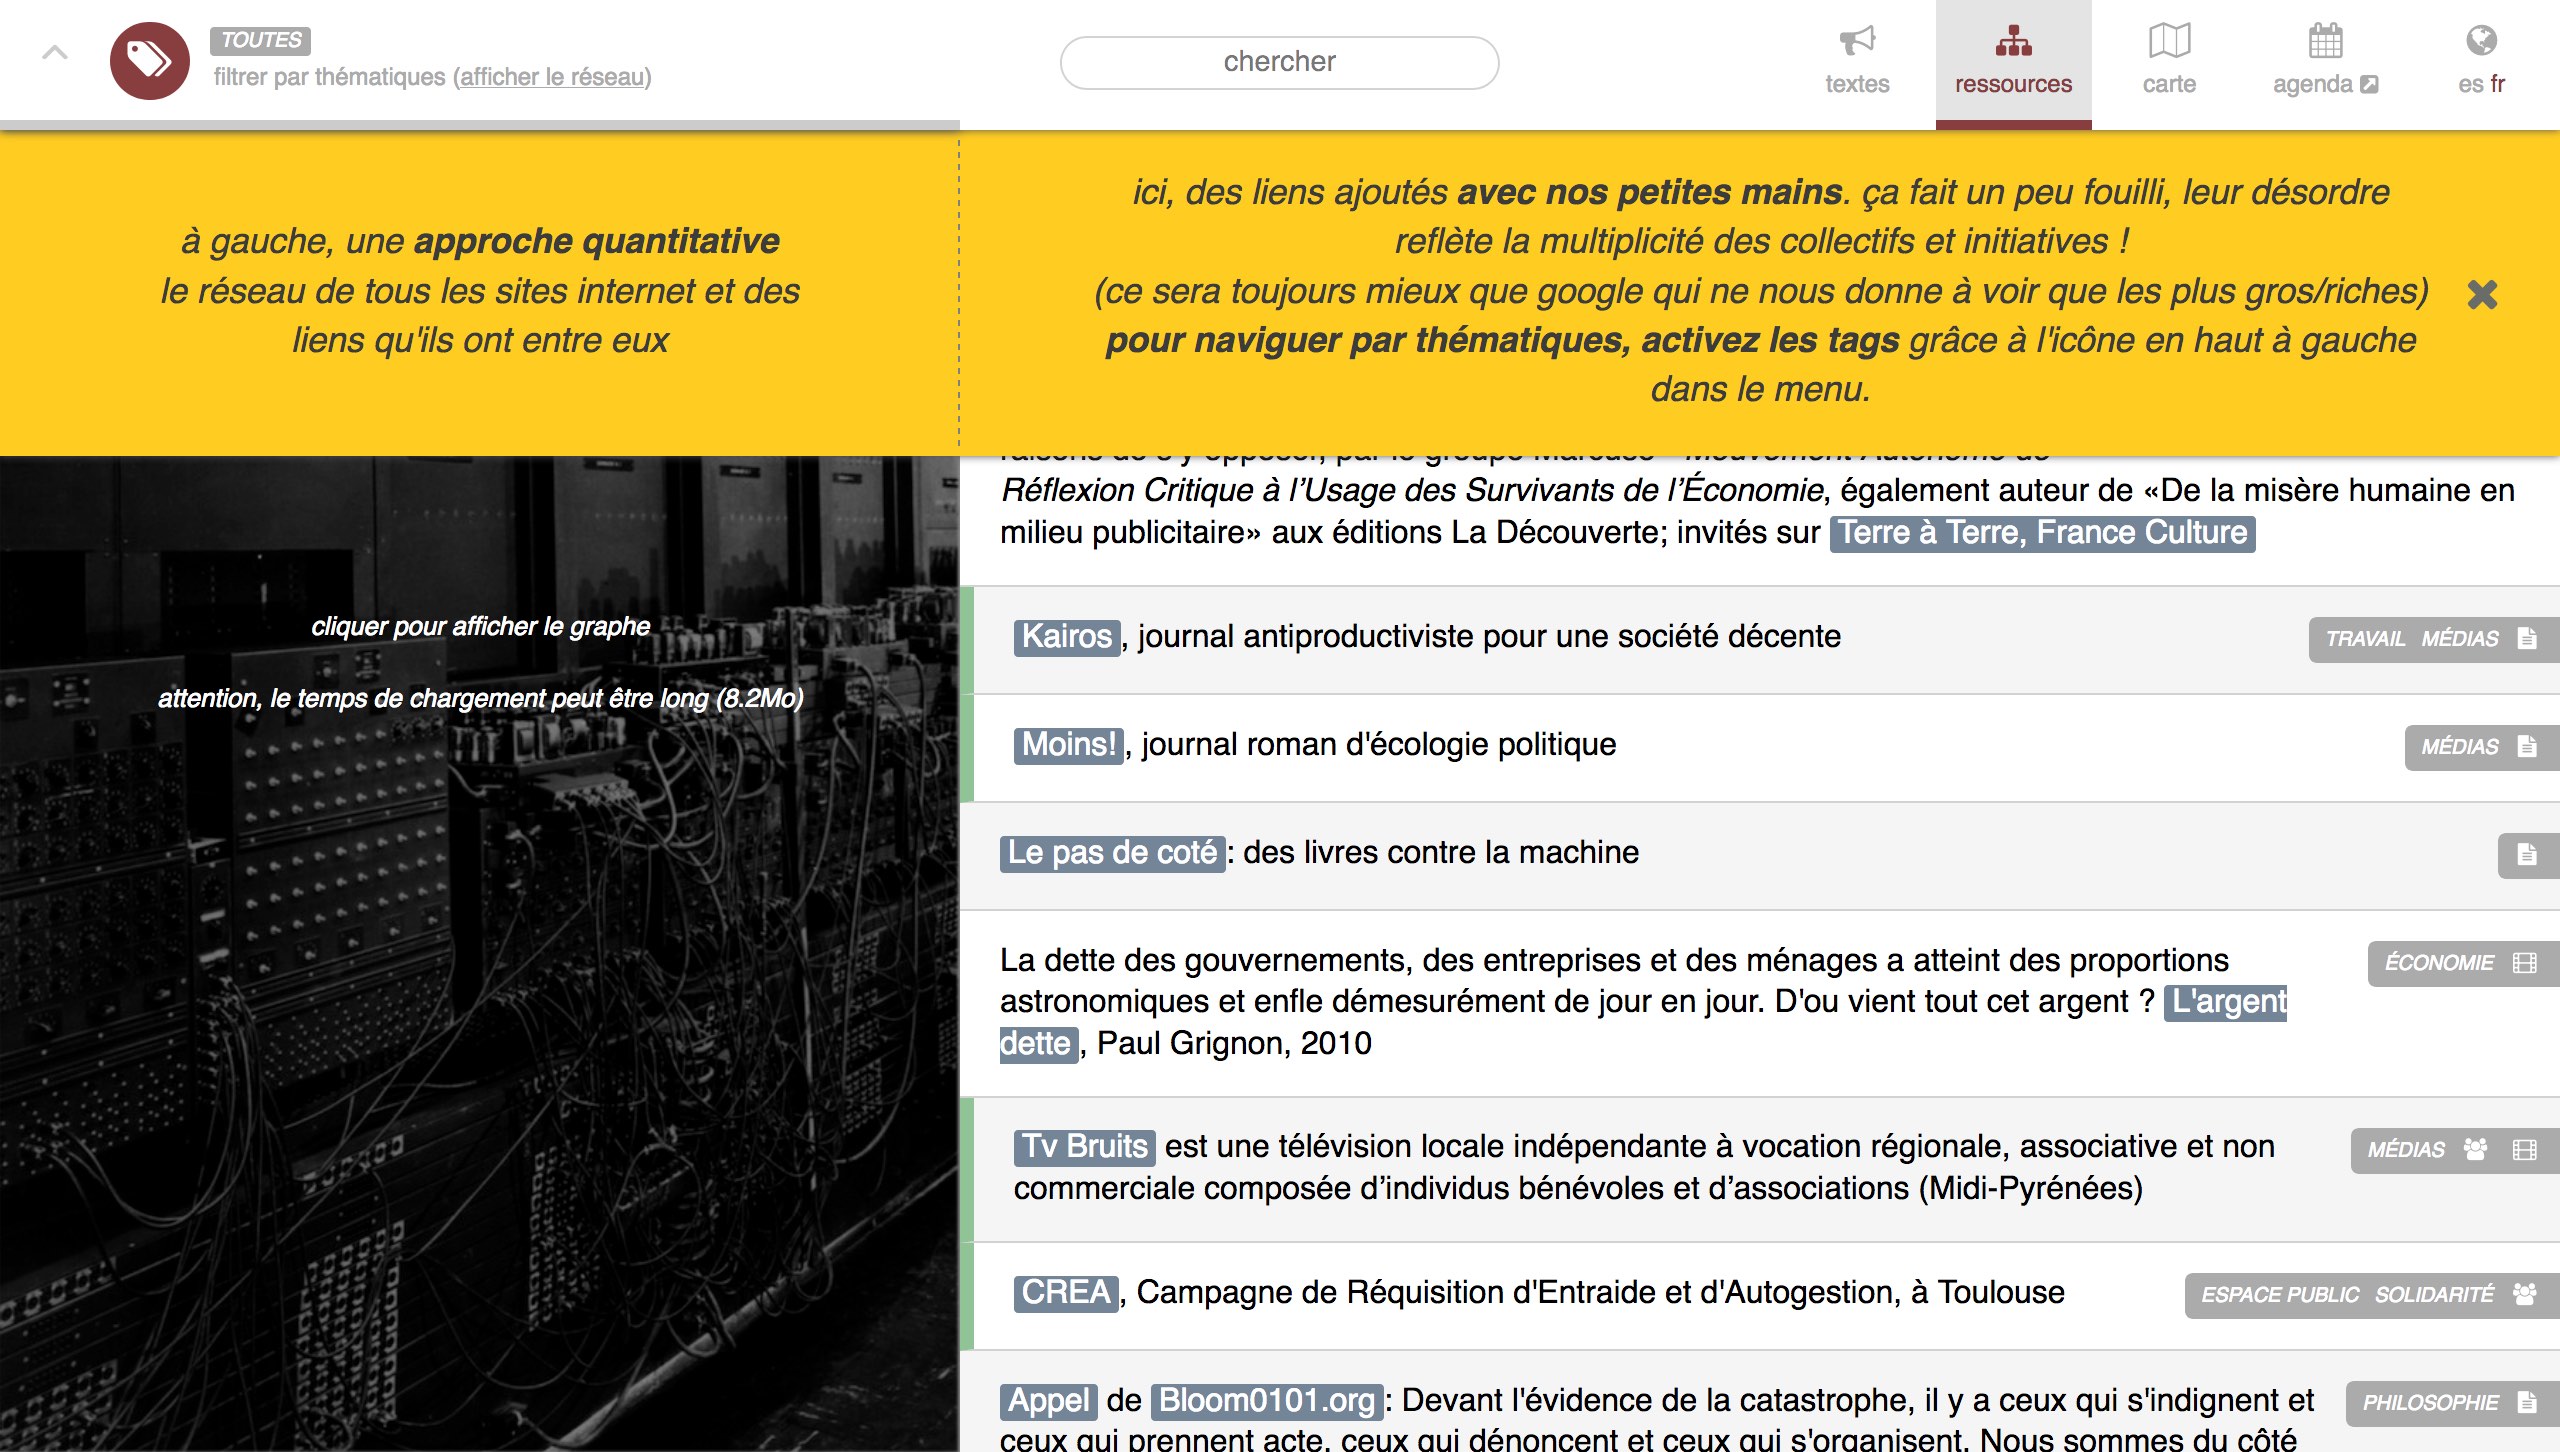 TOUTES
filtrer par thématiques (afficher le réseau)
chercher
textes
ressources
carte
agenda
es fr
à gauche, une approche quantitative
le réseau de tous les sites internet et des
liens qu'ils ont entre eux
ici, des liens ajoutés avec nos petites mains. ça fait un peu fouilli, leur désordre
reflète la multiplicité des collectifs et initiatives !
(ce sera toujours mieux que google qui ne nous donne à voir que les plus gros/riches)
pour naviguer par thématiques, activez les tags grâce à l'icône en haut à gauche
dans le menu.
cliquer pour afficher le graphe
attention, le temps de chargement peut être long (8.2Mo)
Réflexion Critique à l’Usage des Survivants de l’Économie, également auteur de «De la misère humaine en
milieu publicitaire» aux éditions La Découverte; invités sur Terre à Terre, France Culture
Kairos, journal antiproductiviste pour une société décente
TRAVAIL MÉDIAS
Moins!, journal roman d'écologie politique
MÉDIAS
Le pas de coté: des livres contre la machine
La dette des gouvernements, des entreprises et des ménages a atteint des proportions
astronomiques et enfle démesurément de jour en jour. D'ou vient tout cet argent ? L'argent
dette, Paul Grignon, 2010
ÉCONOMIE
Tv Bruits est une télévision locale indépendante à vocation régionale, associative et non
commerciale composée d’individus bénévoles et d’associations (Midi-Pyrénées)
MÉDIAS
CREA, Campagne de Réquisition d'Entraide et d'Autogestion, à Toulouse
ESPACE PUBLIC SOLIDARITÉ
Appel de Bloom0101.org: Devant l'évidence de la catastrophe, il y a ceux qui s'indignent et
ceux qui prennent acte, ceux qui dénoncent et ceux qui s'organisent. Nous sommes du côté
PHILOSOPHIE